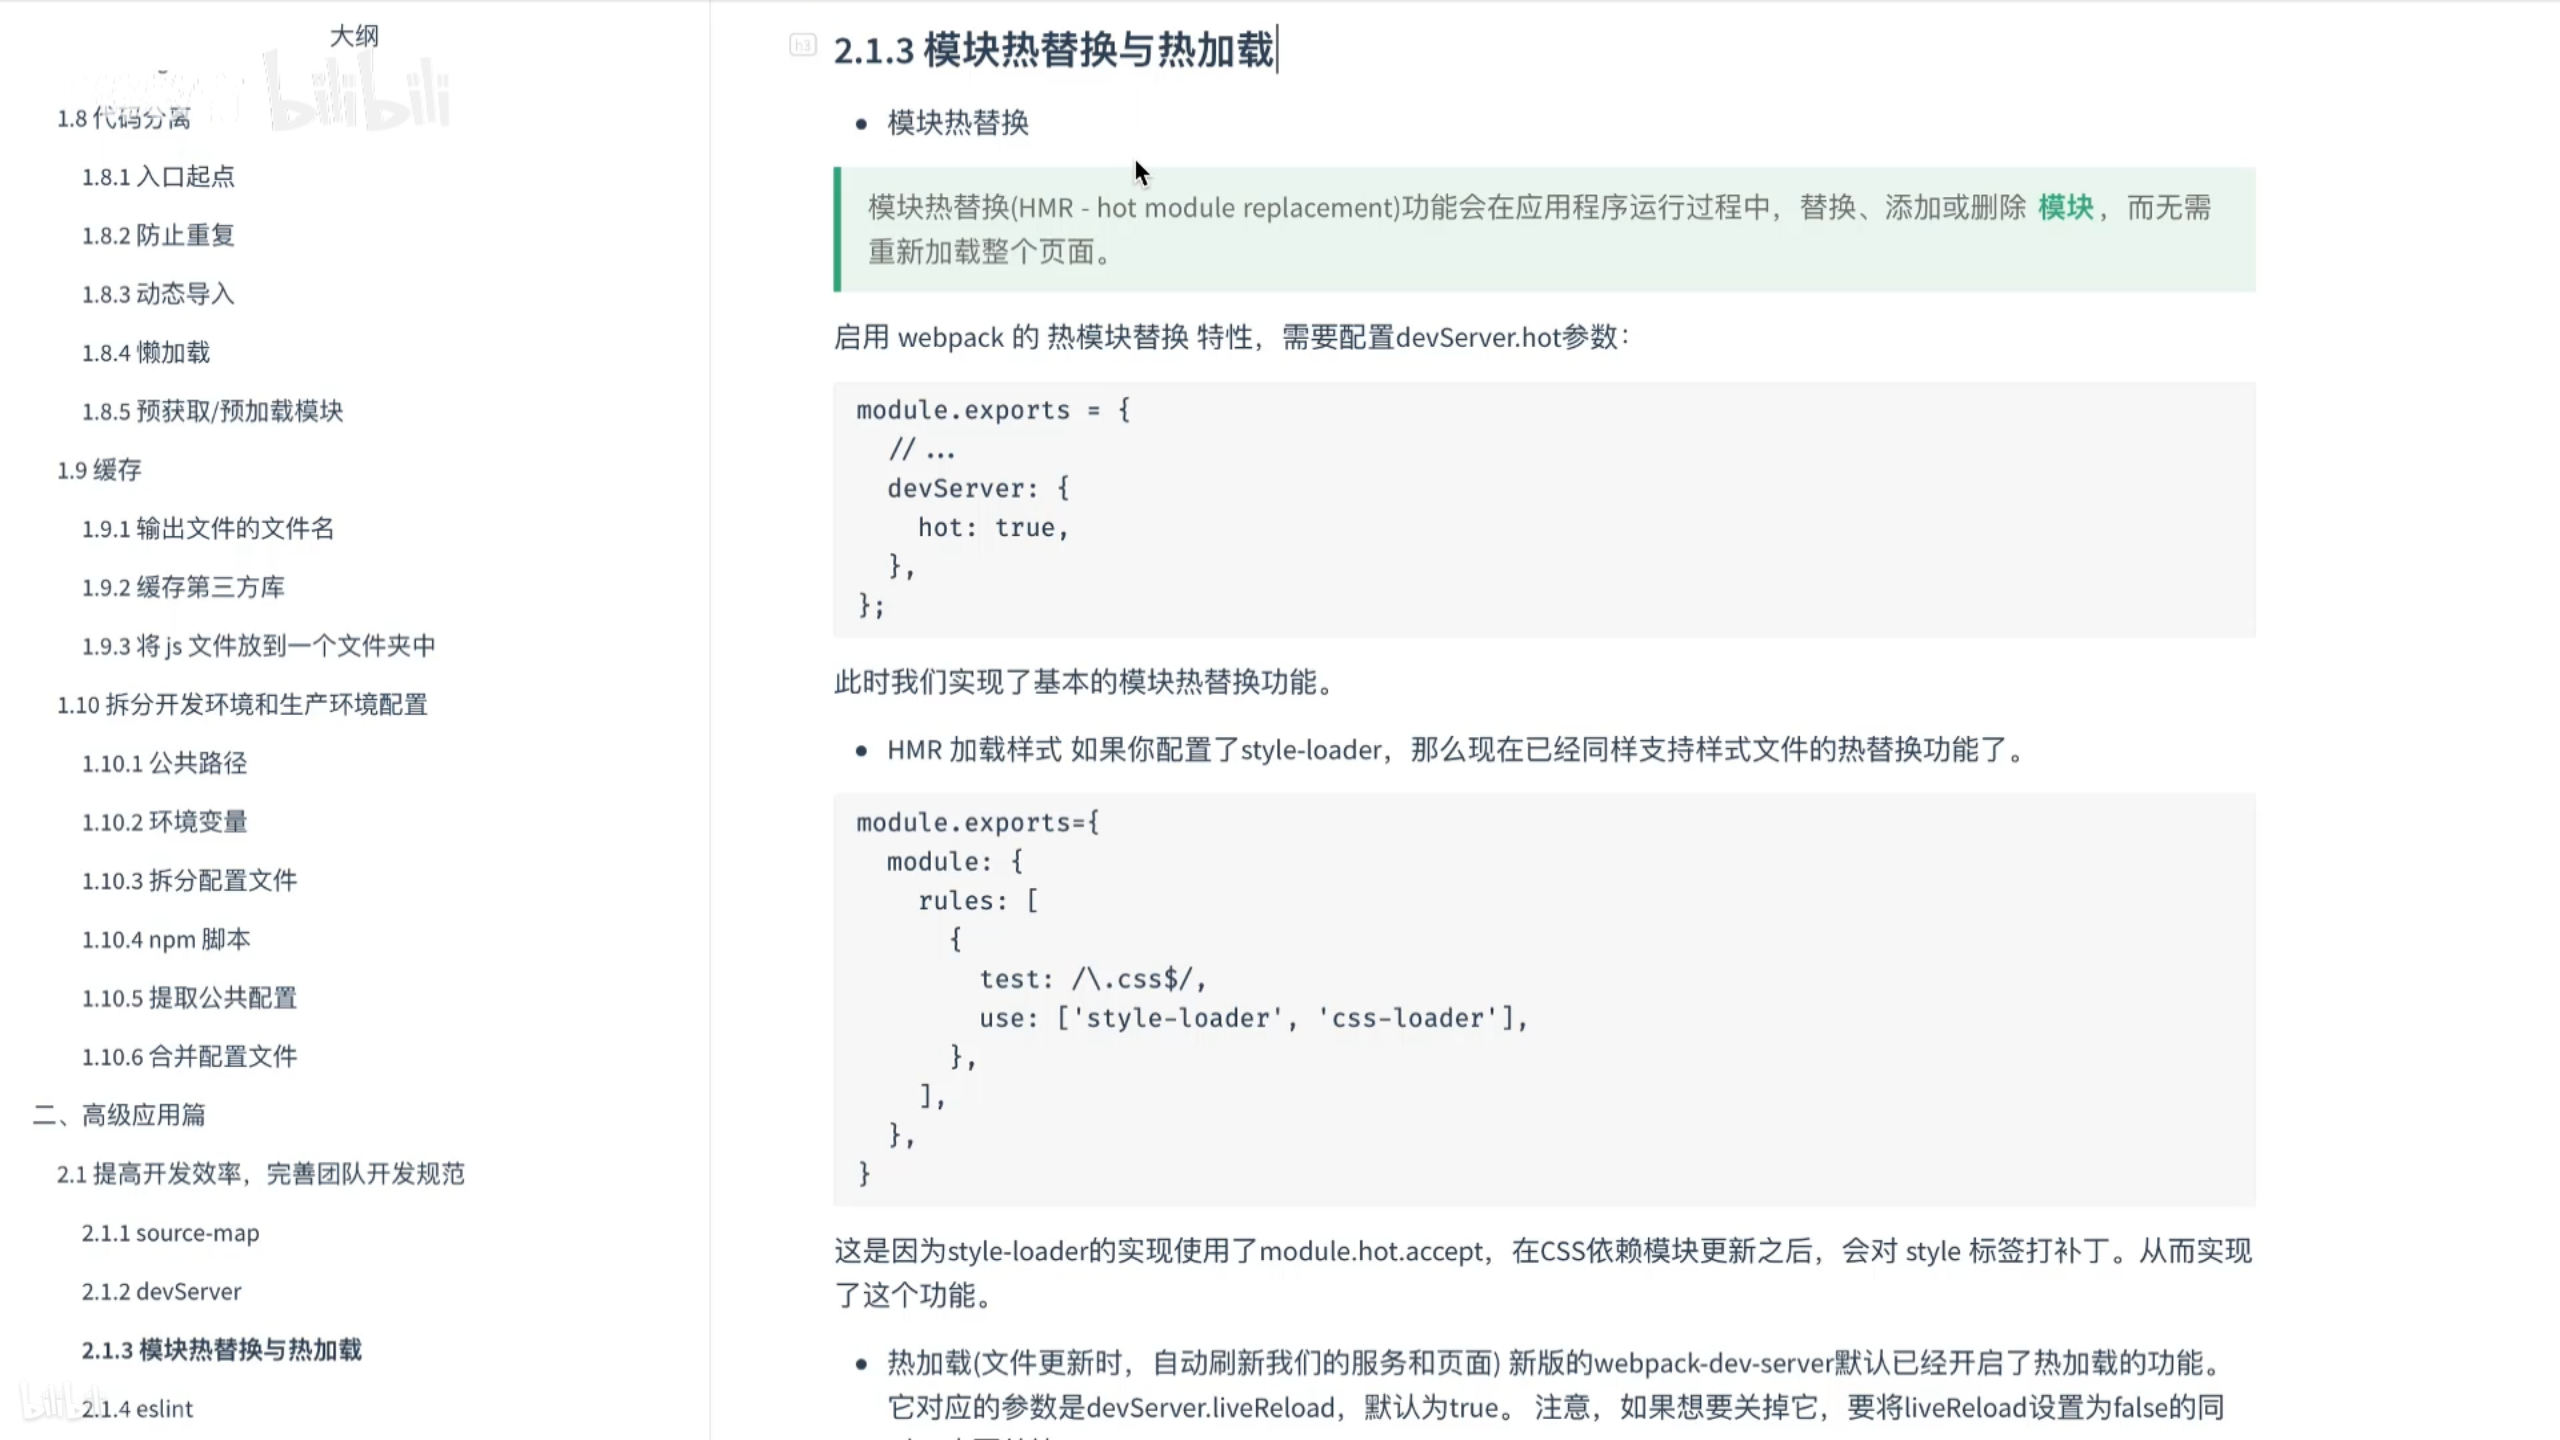 大纲
bilibili
1.8 代码分离
1.8.1 入口起点
1.8.2 防止重复
1.8.3 动态导入
1.8.4 懒加载
1.8.5 预获取/预加载模块
1.9 缓存
1.9.1 输出文件的文件名
1.9.2 缓存第三方库
1.9.3 将 js 文件放到一个文件夹中
1.10 拆分开发环境和生产环境配置
1.10.1 公共路径
1.10.2 环境变量
1.10.3 拆分配置文件
1.10.4 npm 脚本
1.10.5 提取公共配置
1.10.6 合并配置文件
二、高级应用篇
2.1 提高开发效率，完善团队开发规范
2.1.1 source-map
2.1.2 devServer
2.1.3 模块热替换与热加载
2.1.4 eslint
h3
2.1.3 模块热替换与热加载
• 模块热替换
模块热替换(HMR - hot module replacement)功能会在应用程序运行过程中，替换、添加或删除 模块，而无需
重新加载整个页面。
启用 webpack 的 热模块替换 特性，需要配置devServer.hot参数：
module.exports = {
  // ...
  devServer: {
    hot: true,
  },
};
此时我们实现了基本的模块热替换功能。
• HMR 加载样式 如果你配置了style-loader，那么现在已经同样支持样式文件的热替换功能了。
module.exports={
  module: {
    rules: [
      {
        test: /\.css$/,
        use: ['style-loader', 'css-loader'],
      },
    ],
  },
}
这是因为style-loader的实现使用了module.hot.accept，在CSS依赖模块更新之后，会对 style 标签打补丁。从而实现
了这个功能。
• 热加载(文件更新时，自动刷新我们的服务和页面) 新版的webpack-dev-server默认已经开启了热加载的功能。
它对应的参数是devServer.liveReload，默认为true。 注意，如果想要关掉它，要将liveReload设置为false的同